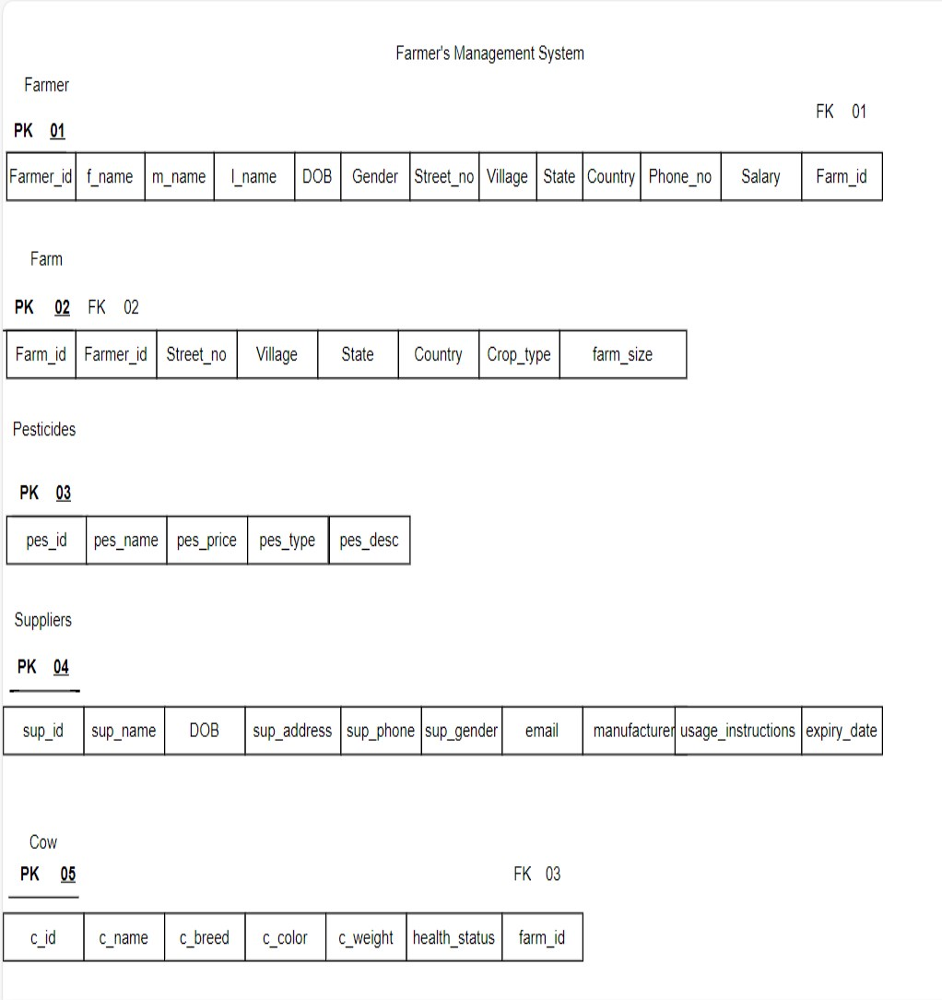 Farmer's Management System
Farmer
FK 01
PK 01
Farmer_id f_name m_name l_name DOB Gender Street_no Village State Country Phone_no Salary Farm_id
Farm
PK 02 FK 02
Farm_id Farmer_id Street_no Village State Country Crop_type farm_size
Pesticides
PK 03
pes_id pes_name pes_price pes_type pes_desc
Suppliers
PK 04
sup_id sup_name DOB sup_address sup_phone sup_gender email manufacturer usage_instructions expiry_date
Cow
PK 05 FK 03
c_id c_name c_breed c_color c_weight health_status farm_id